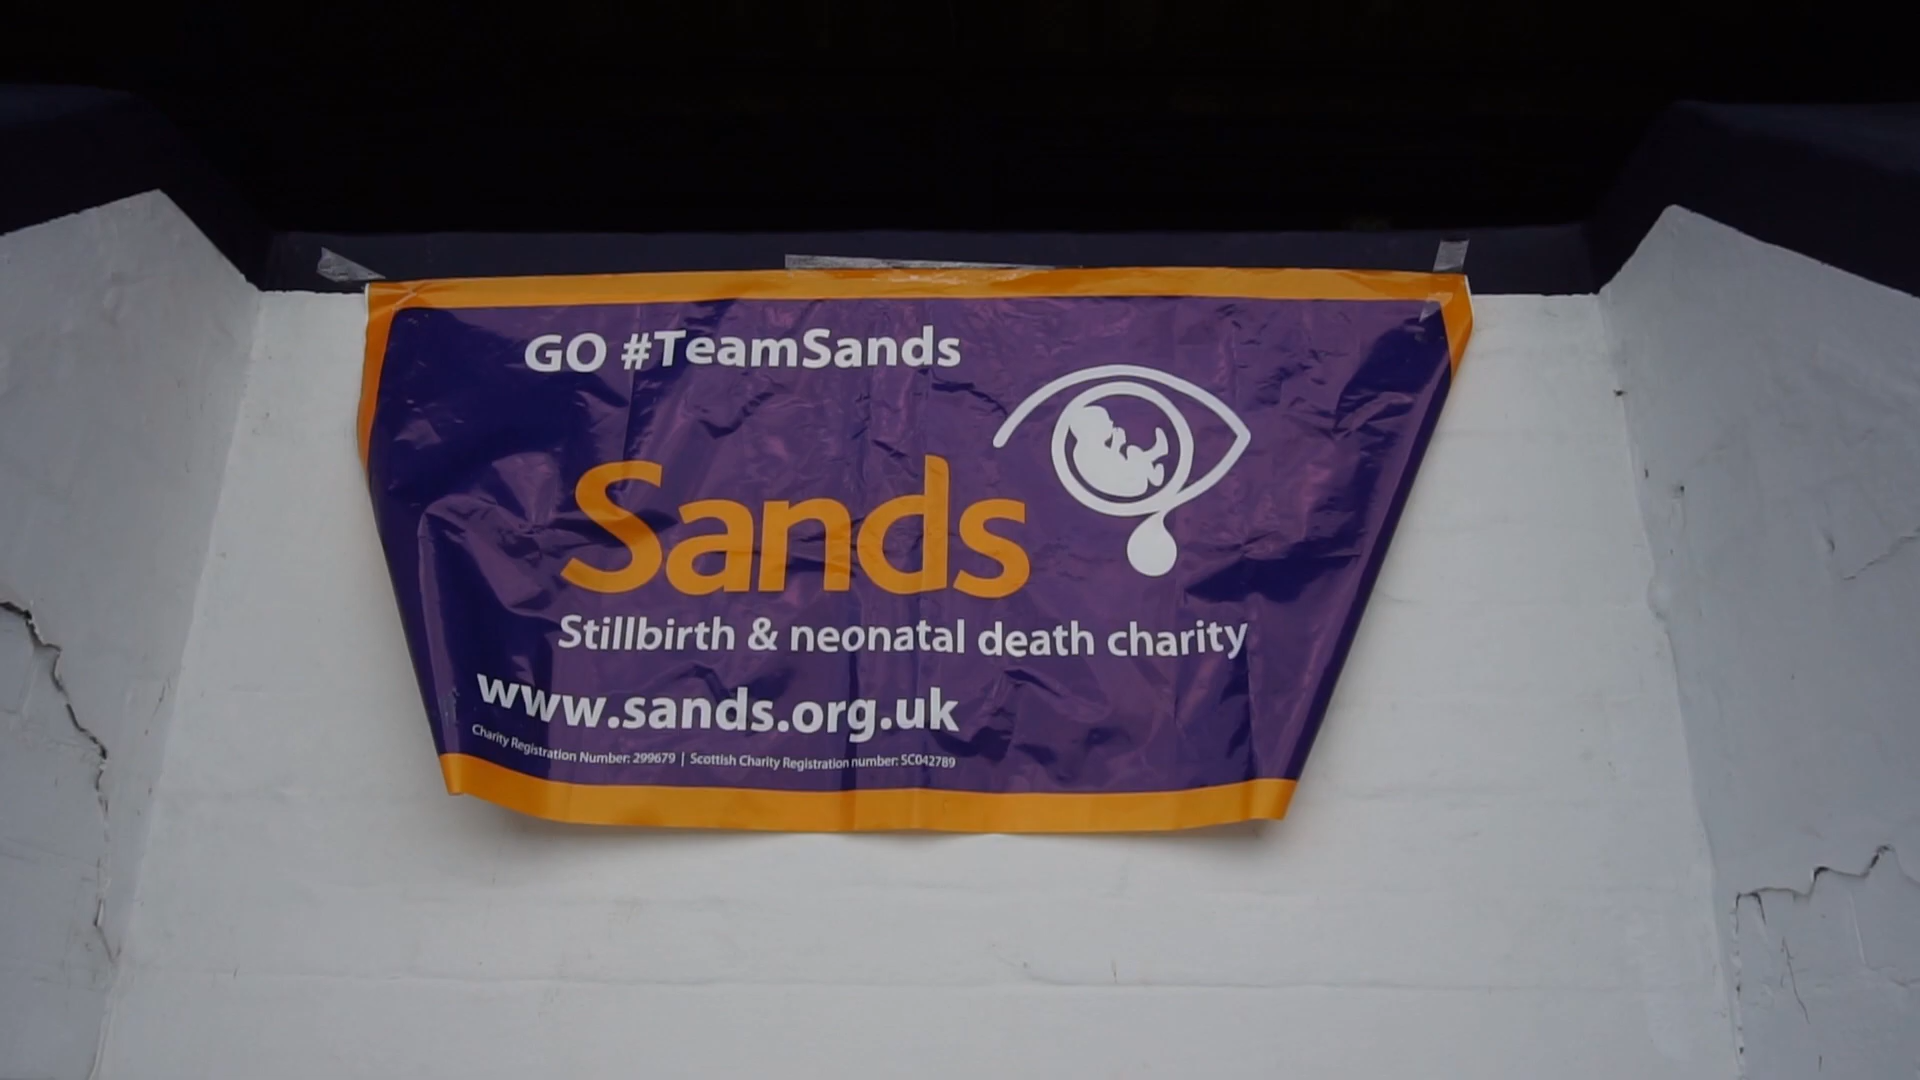 GO #TeamSands
Sands
Stillbirth & neonatal death charity
www.sands.org.uk
Charity Registration Number: 299679 | Scottish Charity Registration number: SC042789